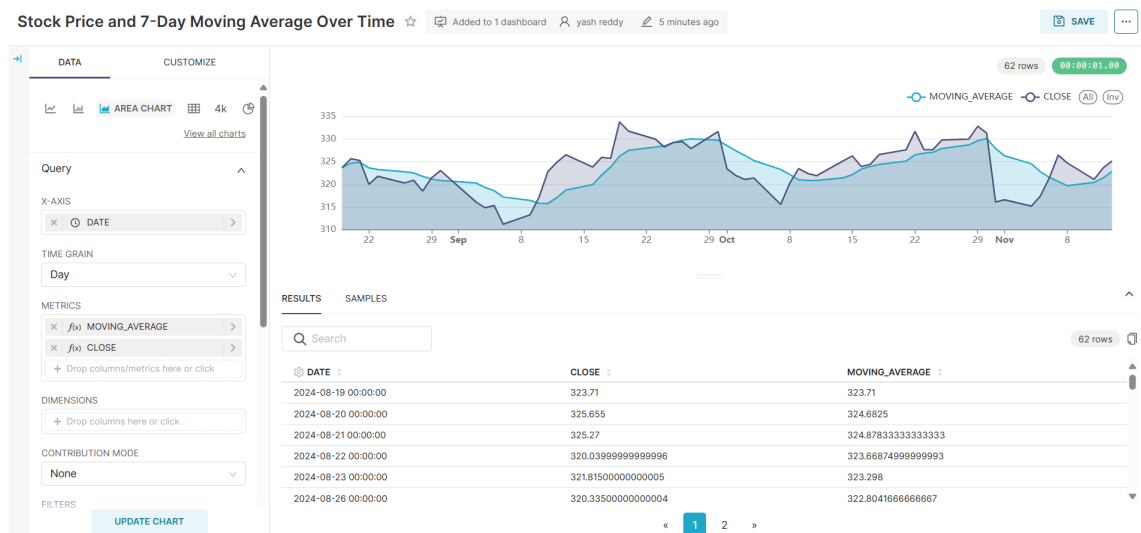 Stock Price and 7-Day Moving Average Over Time Added to 1 dashboard yash reddy 5 minutes ago SAVE ...
DATA CUSTOMIZE
AREA CHART 4k
View all charts
Query
X-AXIS
DATE
TIME GRAIN
Day
METRICS
f(x) MOVING_AVERAGE
f(x) CLOSE
+ Drop columns/metrics here or click
DIMENSIONS
+ Drop columns here or click
CONTRIBUTION MODE
None
FILTERS
UPDATE CHART
62 rows 00:00:01.00
MOVING_AVERAGE CLOSE All Inv
335
330
325
320
315
310
22 29 Sep 8 15 22 29 Oct 8 15 22 29 Nov 8
RESULTS SAMPLES
Search 62 rows
DATE CLOSE MOVING_AVERAGE
2024-08-19 00:00:00 323.71 323.71
2024-08-20 00:00:00 325.655 324.6825
2024-08-21 00:00:00 325.27 324.87833333333333
2024-08-22 00:00:00 320.03999999999996 323.66874999999993
2024-08-23 00:00:00 321.81500000000005 323.298
2024-08-26 00:00:00 320.33500000000004 322.8041666666667
« 1 2 »